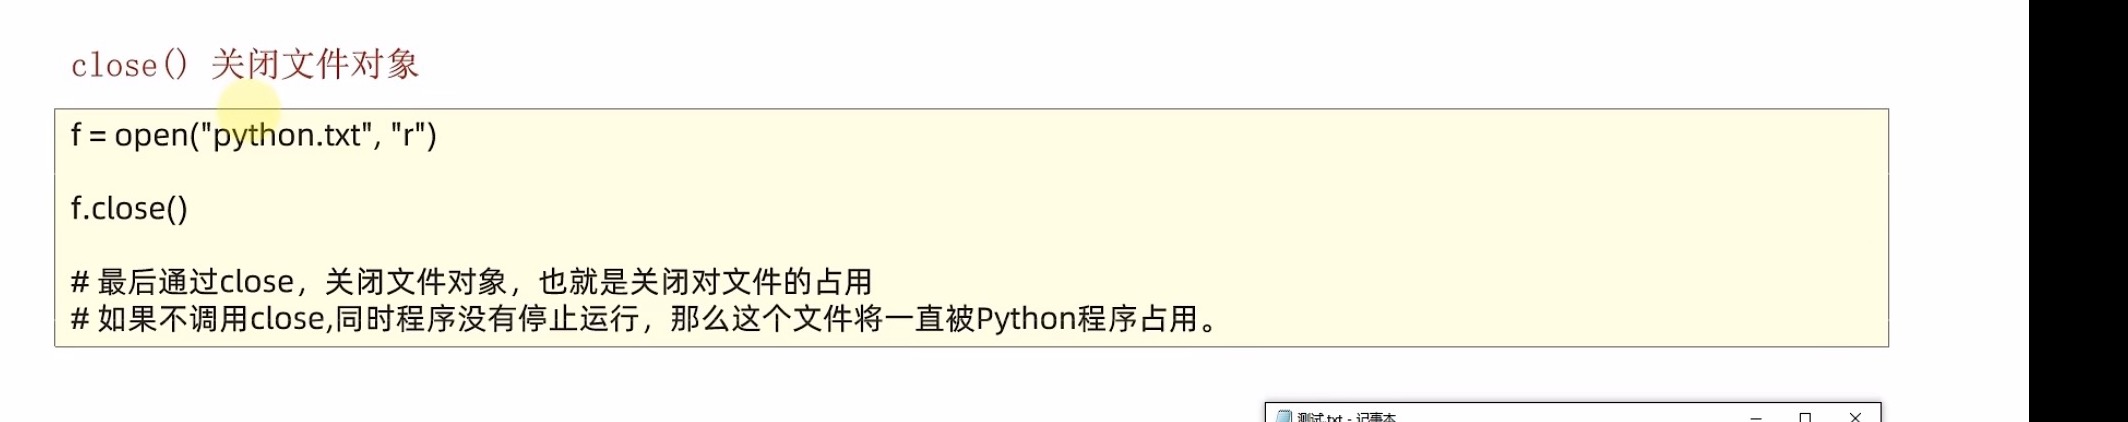 close() 关闭文件对象
f = open("python.txt", "r")
f.close()
# 最后通过close，关闭文件对象，也就是关闭对文件的占用
# 如果不调用close,同时程序没有停止运行，那么这个文件将一直被Python程序占用。
测试.txt - 记事本